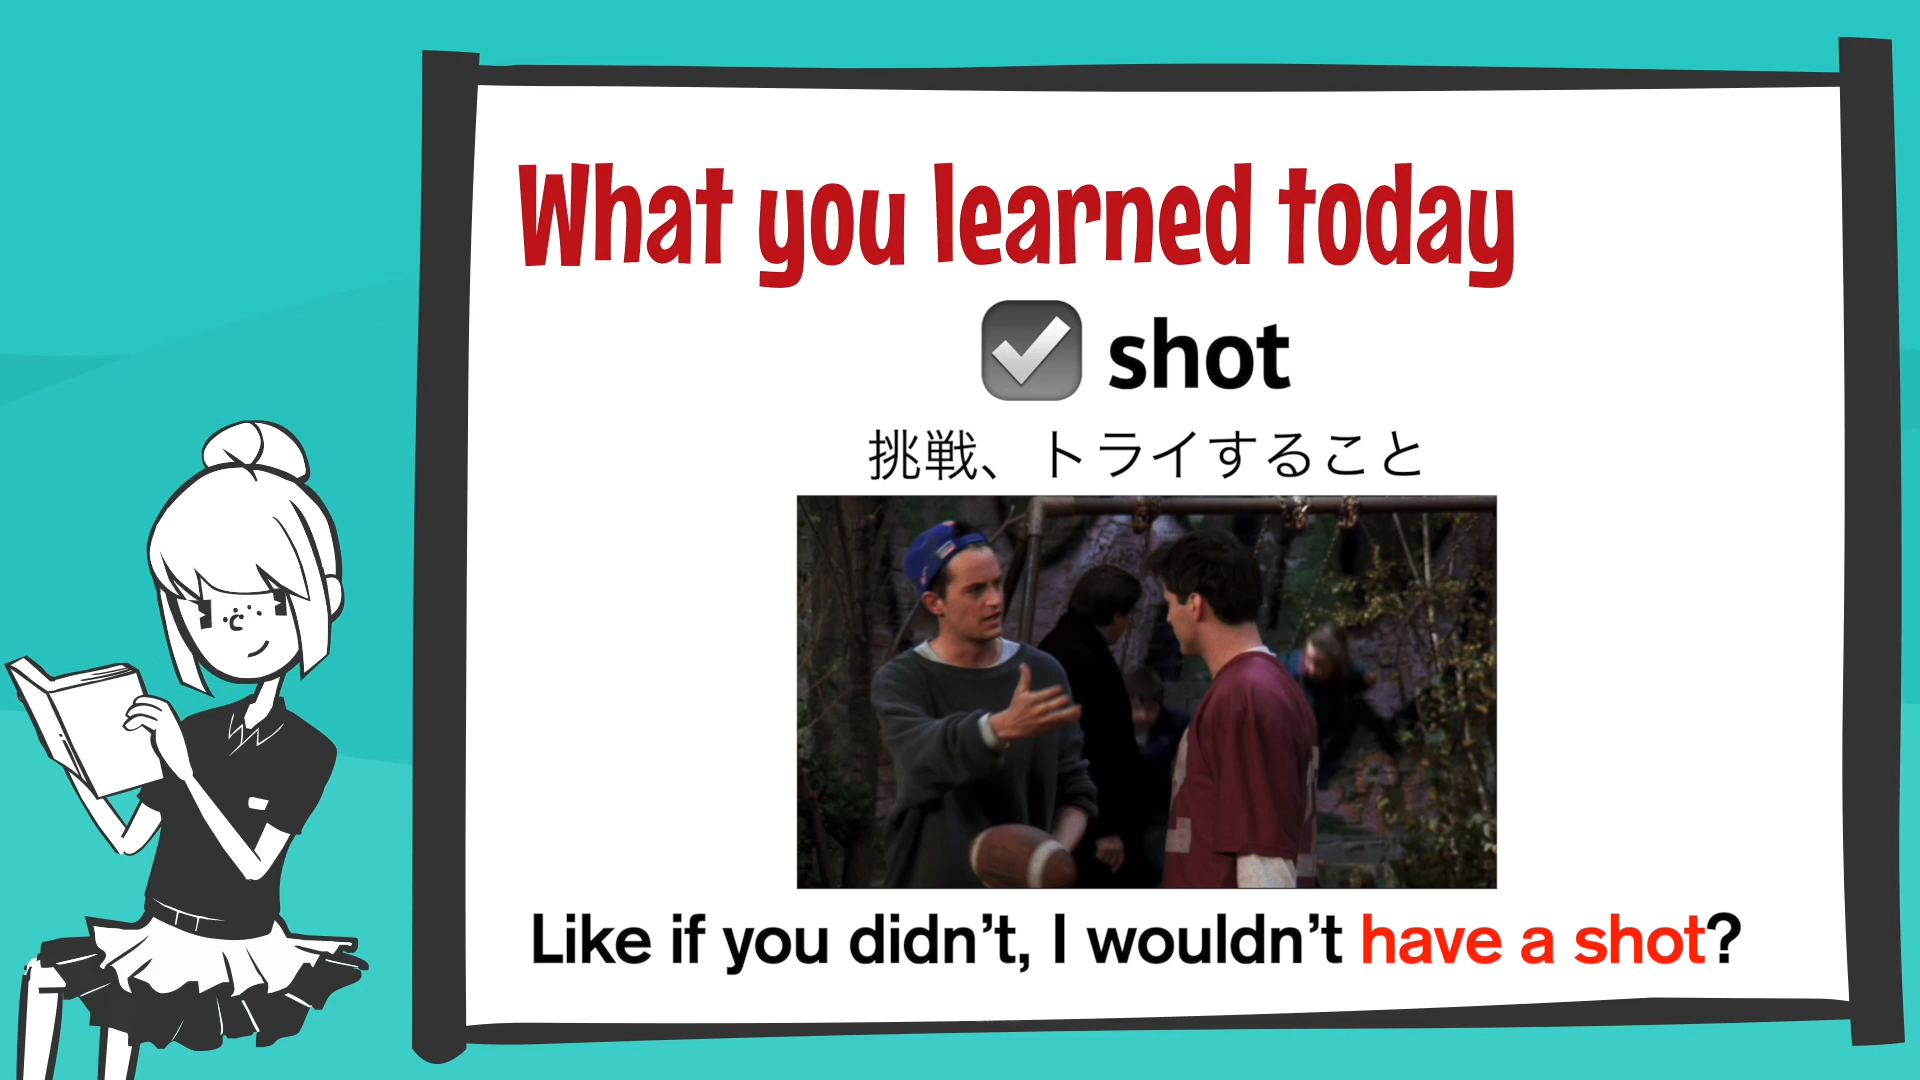 What you learned today
shot
挑戦、トライすること
Like if you didn’t, I wouldn’t have a shot?